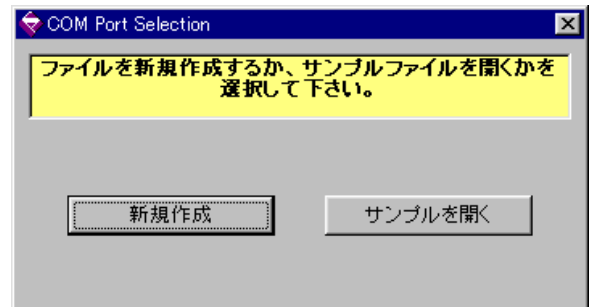 COM Port Selection
ファイルを新規作成するか、サンプルファイルを開くかを
選択して下さい。
新規作成
サンプルを開く